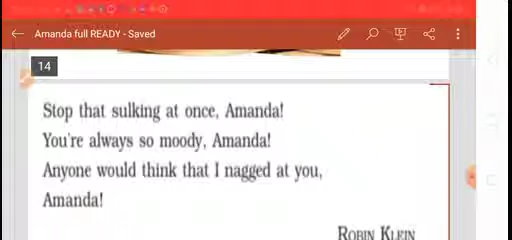 Amanda full READY - Saved
14
Stop that sulking at once, Amanda!
You're always so moody, Amanda!
Anyone would think that I nagged at you,
Amanda!
ROBIN KLEIN